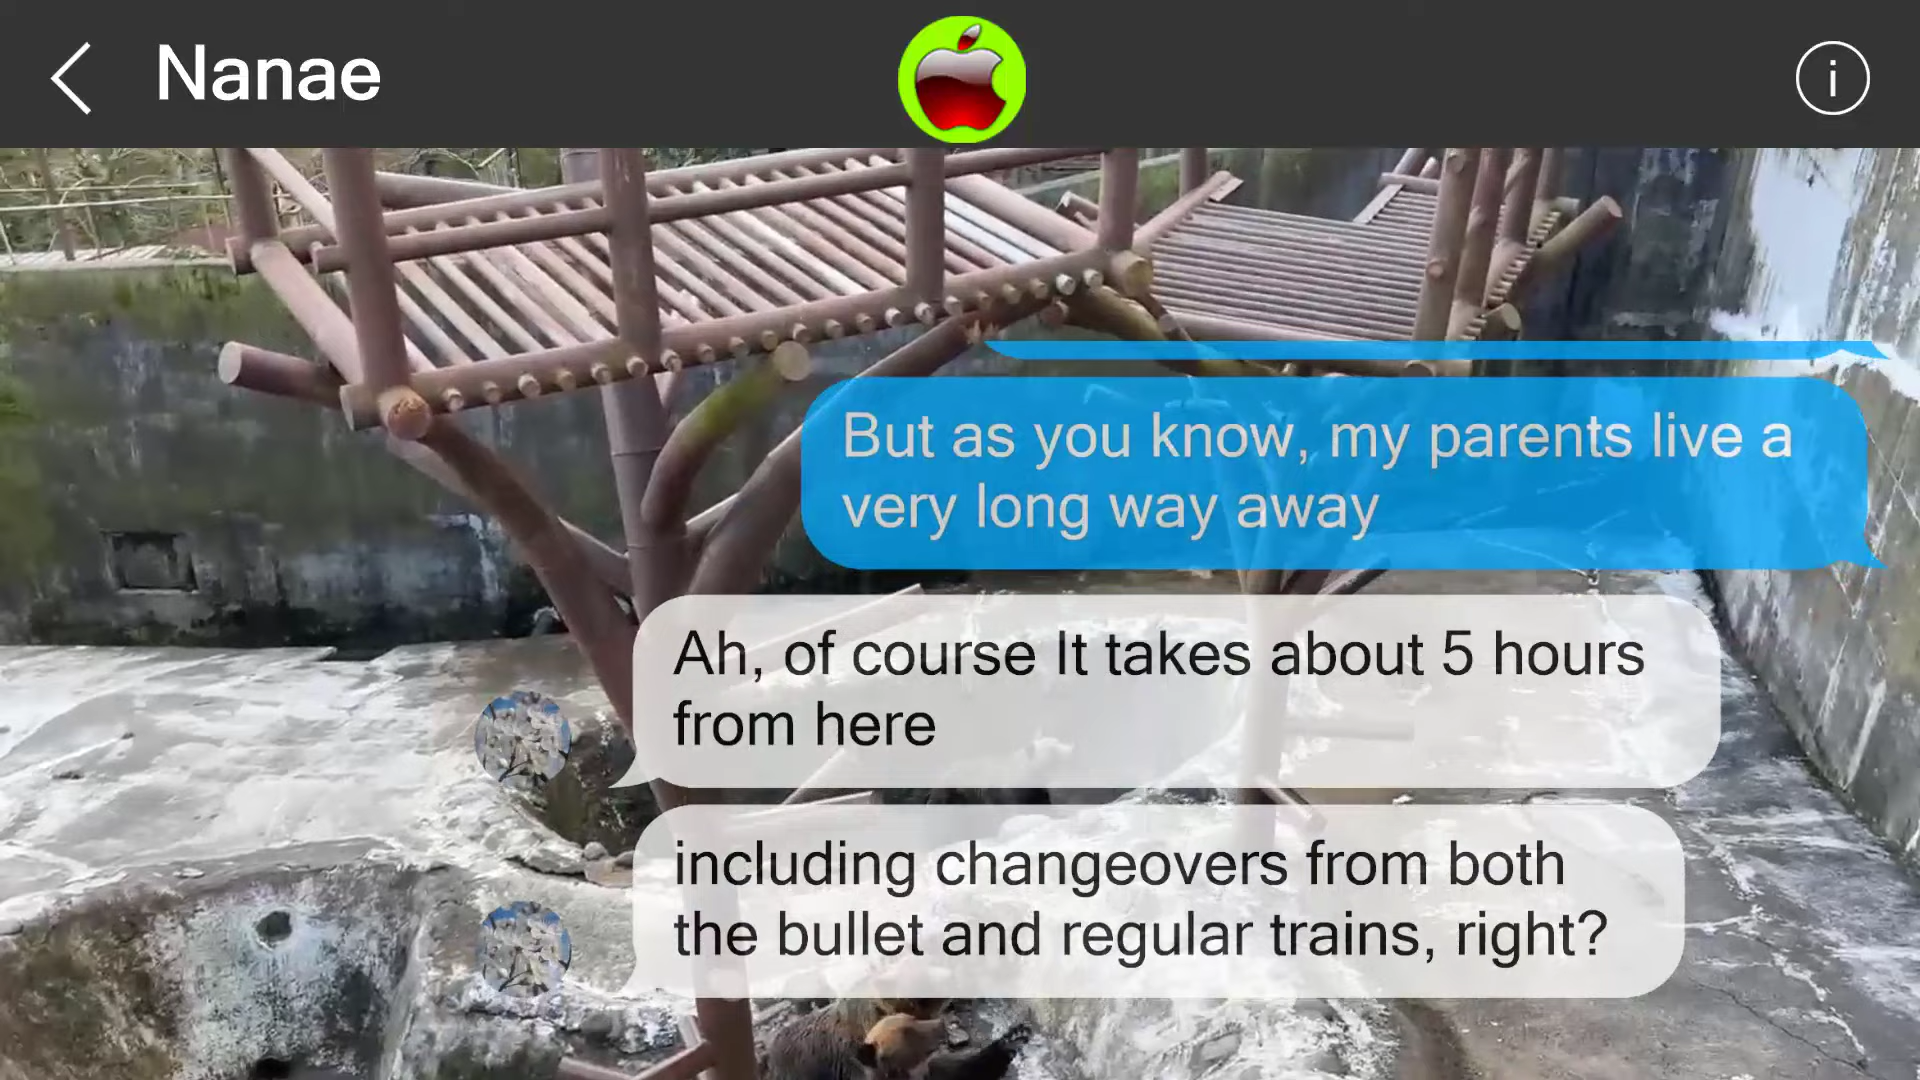 Nanae
But as you know, my parents live a
very long way away
Ah, of course It takes about 5 hours
from here
including changeovers from both
the bullet and regular trains, right?